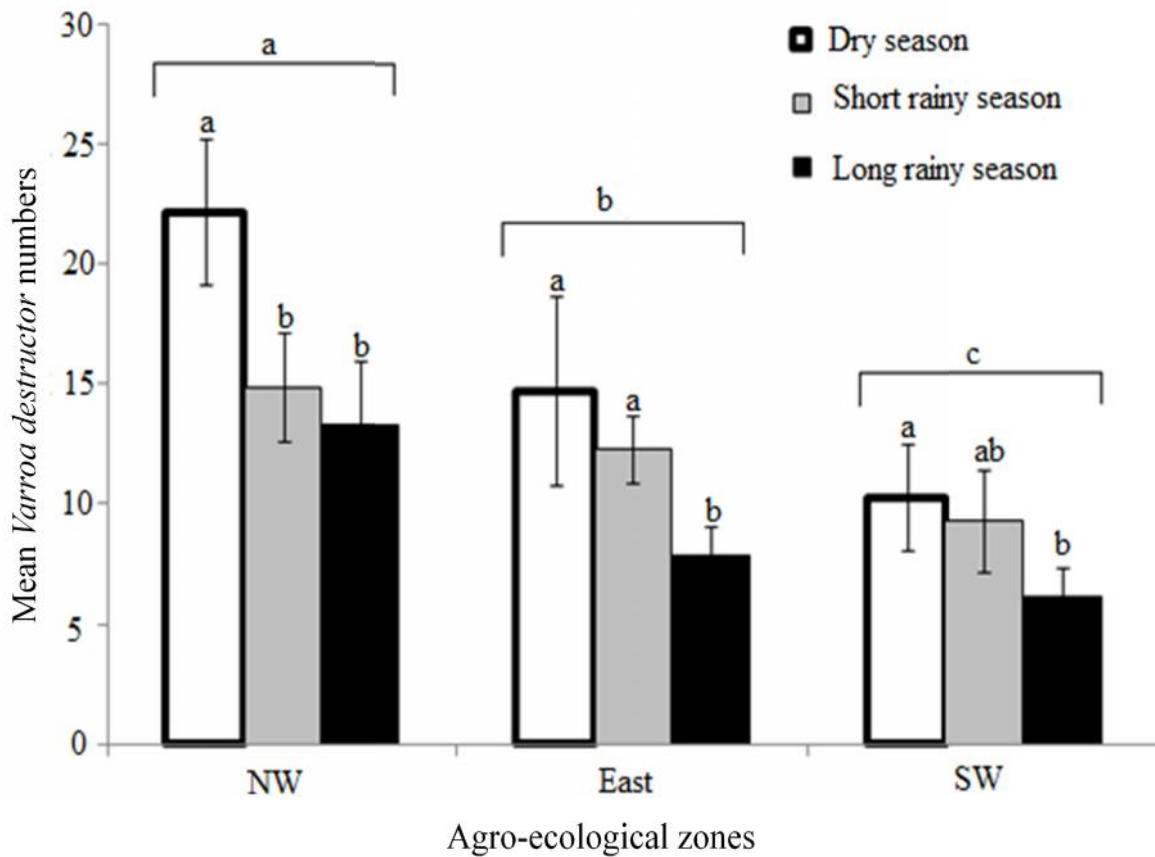 30
25
20
15
10
5
0
Mean Varroa destructor numbers
Dry season
Short rainy season
Long rainy season
a
a
b
b
b
a
a
b
c
a
ab
b
NW
East
SW
Agro-ecological zones